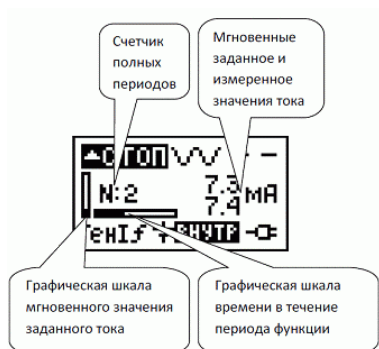 Счетчик
полных
периодов
Мгновенные
заданное и
измеренное
значения тока
СТОП
N:2
7.3
7.4
мА
ВНУТР
Графическая шкала
мгновенного значения
заданного тока
Графическая шкала
времени в течение
периода функции